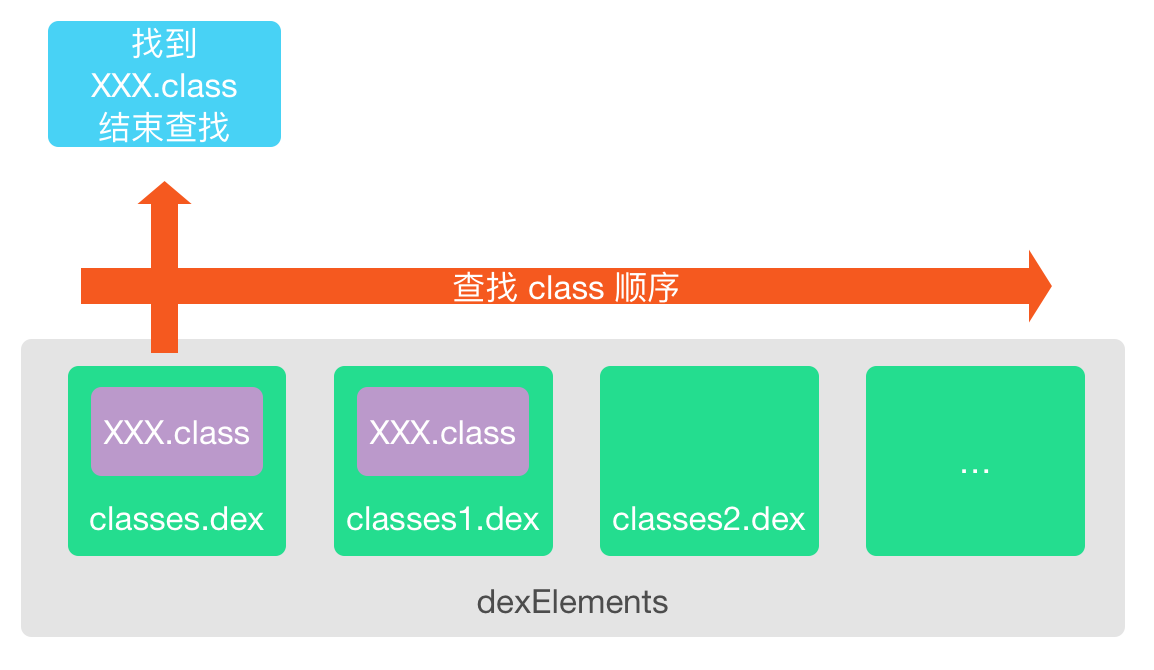 找到
XXX.class
结束查找
查找 class 顺序
XXX.class
XXX.class
...
classes.dex
classes1.dex
classes2.dex
dexElements